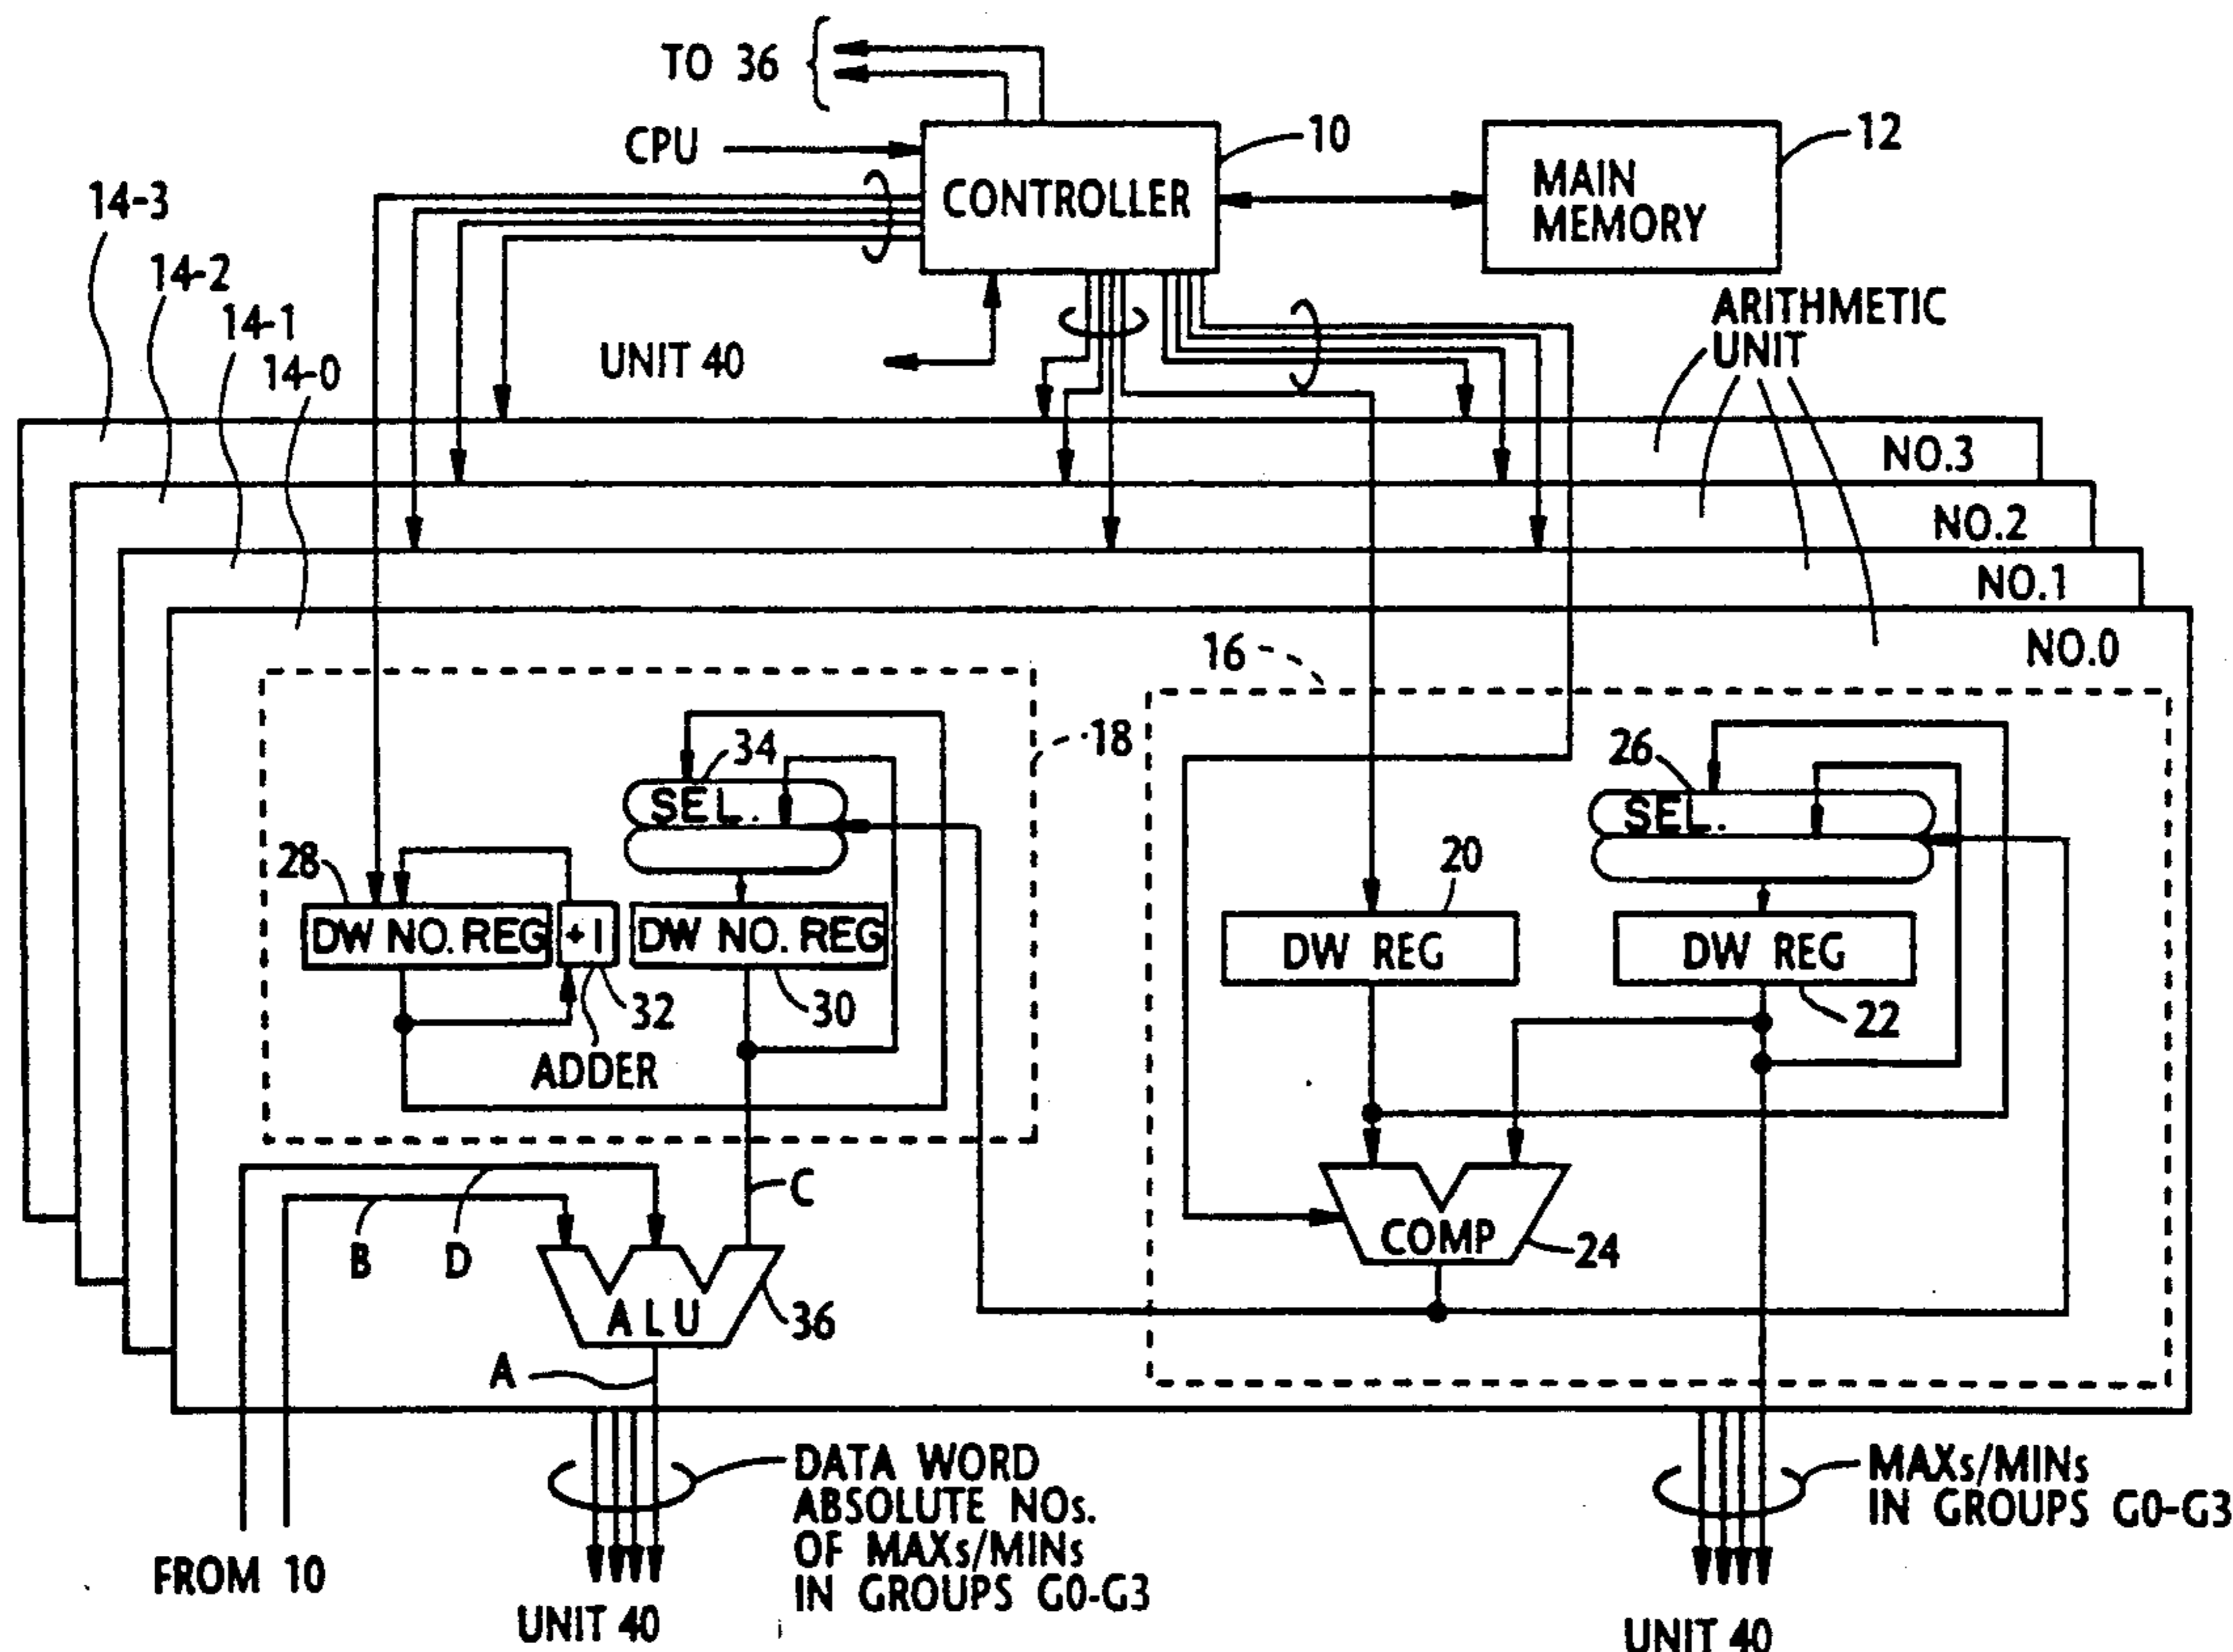 TO 36
CPU
CONTROLLER
10
MAIN
MEMORY
12
14-3
14-2
14-1
14-0
UNIT 40
ARITHMETIC
UNIT
NO.3
NO.2
NO.1
NO.0
16
18
34
SEL.
26
SEL.
28
DW NO. REG
+1
DW NO. REG
20
DW REG
DW REG
22
32
30
ADDER
C
B
D
ALU
36
COMP
24
A
DATA WORD
ABSOLUTE NOs.
OF MAXs/MINs
IN GROUPS G0-G3
MAXs/MINs
IN GROUPS G0-G3
FROM 10
UNIT 40
UNIT 40